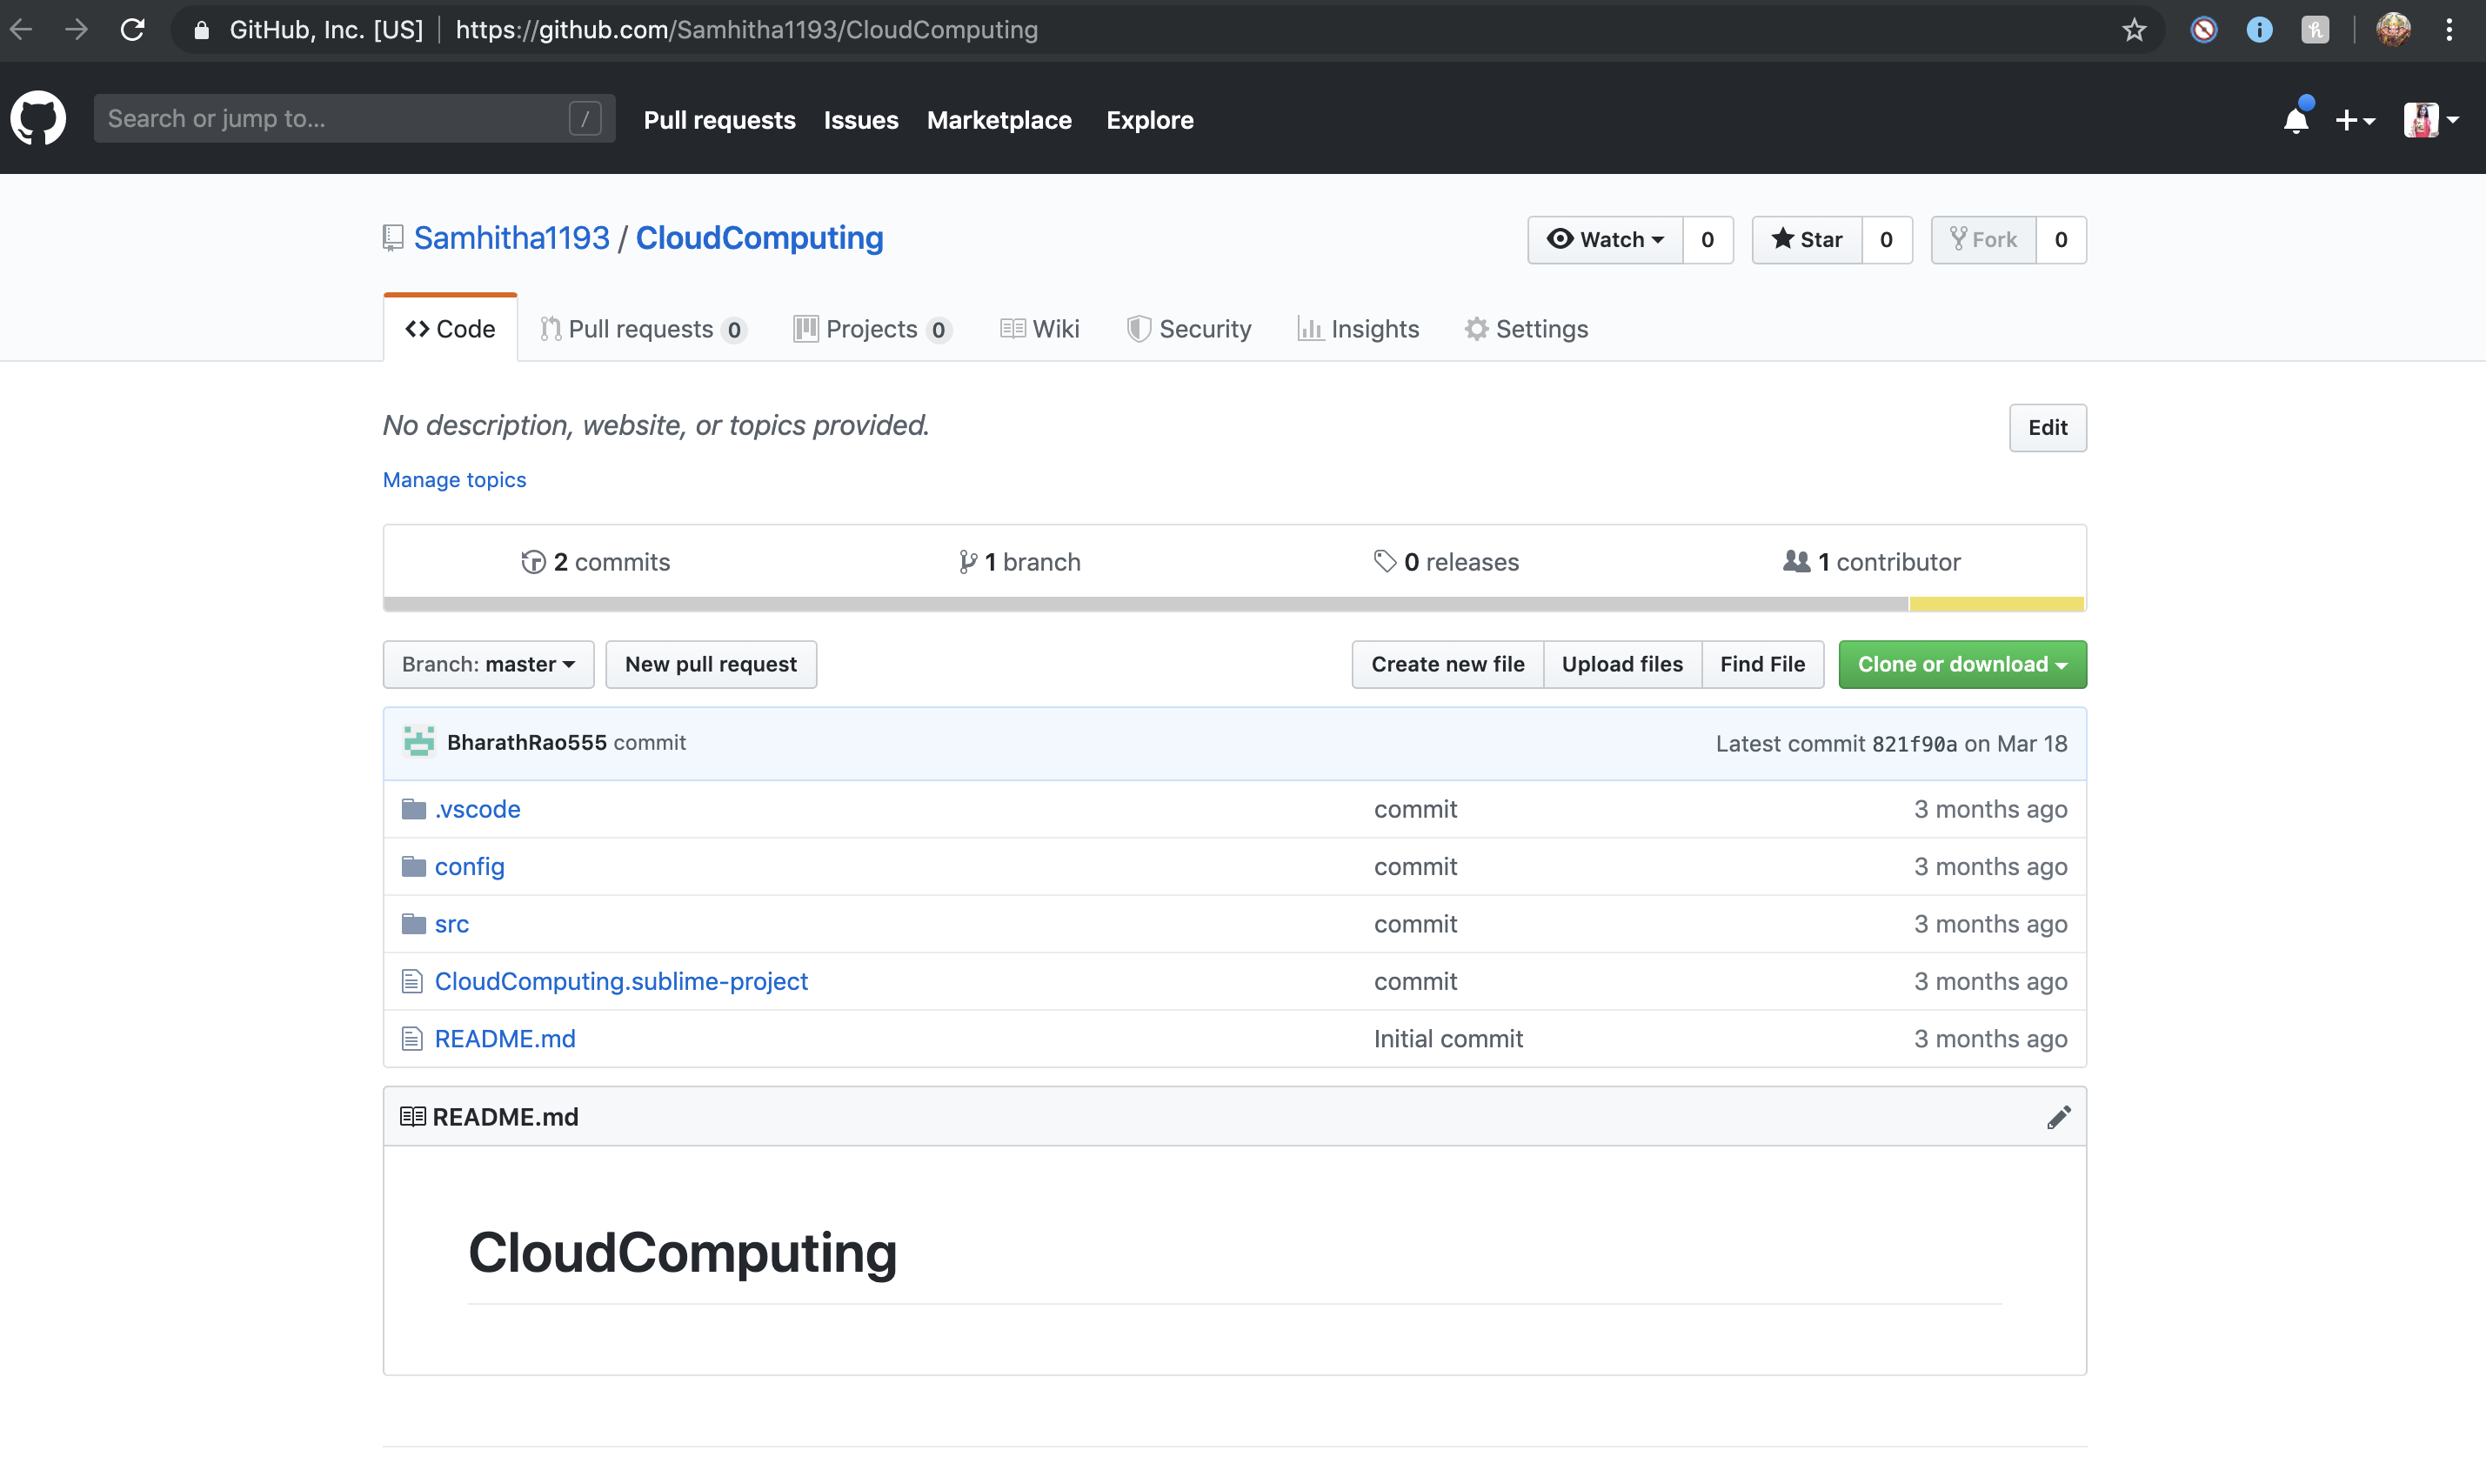 GitHub, Inc. [US] https://github.com/Samhitha1193/CloudComputing
Search or jump to... / Pull requests Issues Marketplace Explore
Samhitha1193 / CloudComputing Watch 0 Star 0 Fork 0
Code Pull requests 0 Projects 0 Wiki Security Insights Settings
No description, website, or topics provided. Edit
Manage topics
2 commits 1 branch 0 releases 1 contributor
Branch: master New pull request Create new file Upload files Find File Clone or download
BharathRao555 commit Latest commit 821f90a on Mar 18
.vscode commit 3 months ago
config commit 3 months ago
src commit 3 months ago
CloudComputing.sublime-project commit 3 months ago
README.md Initial commit 3 months ago
README.md
CloudComputing